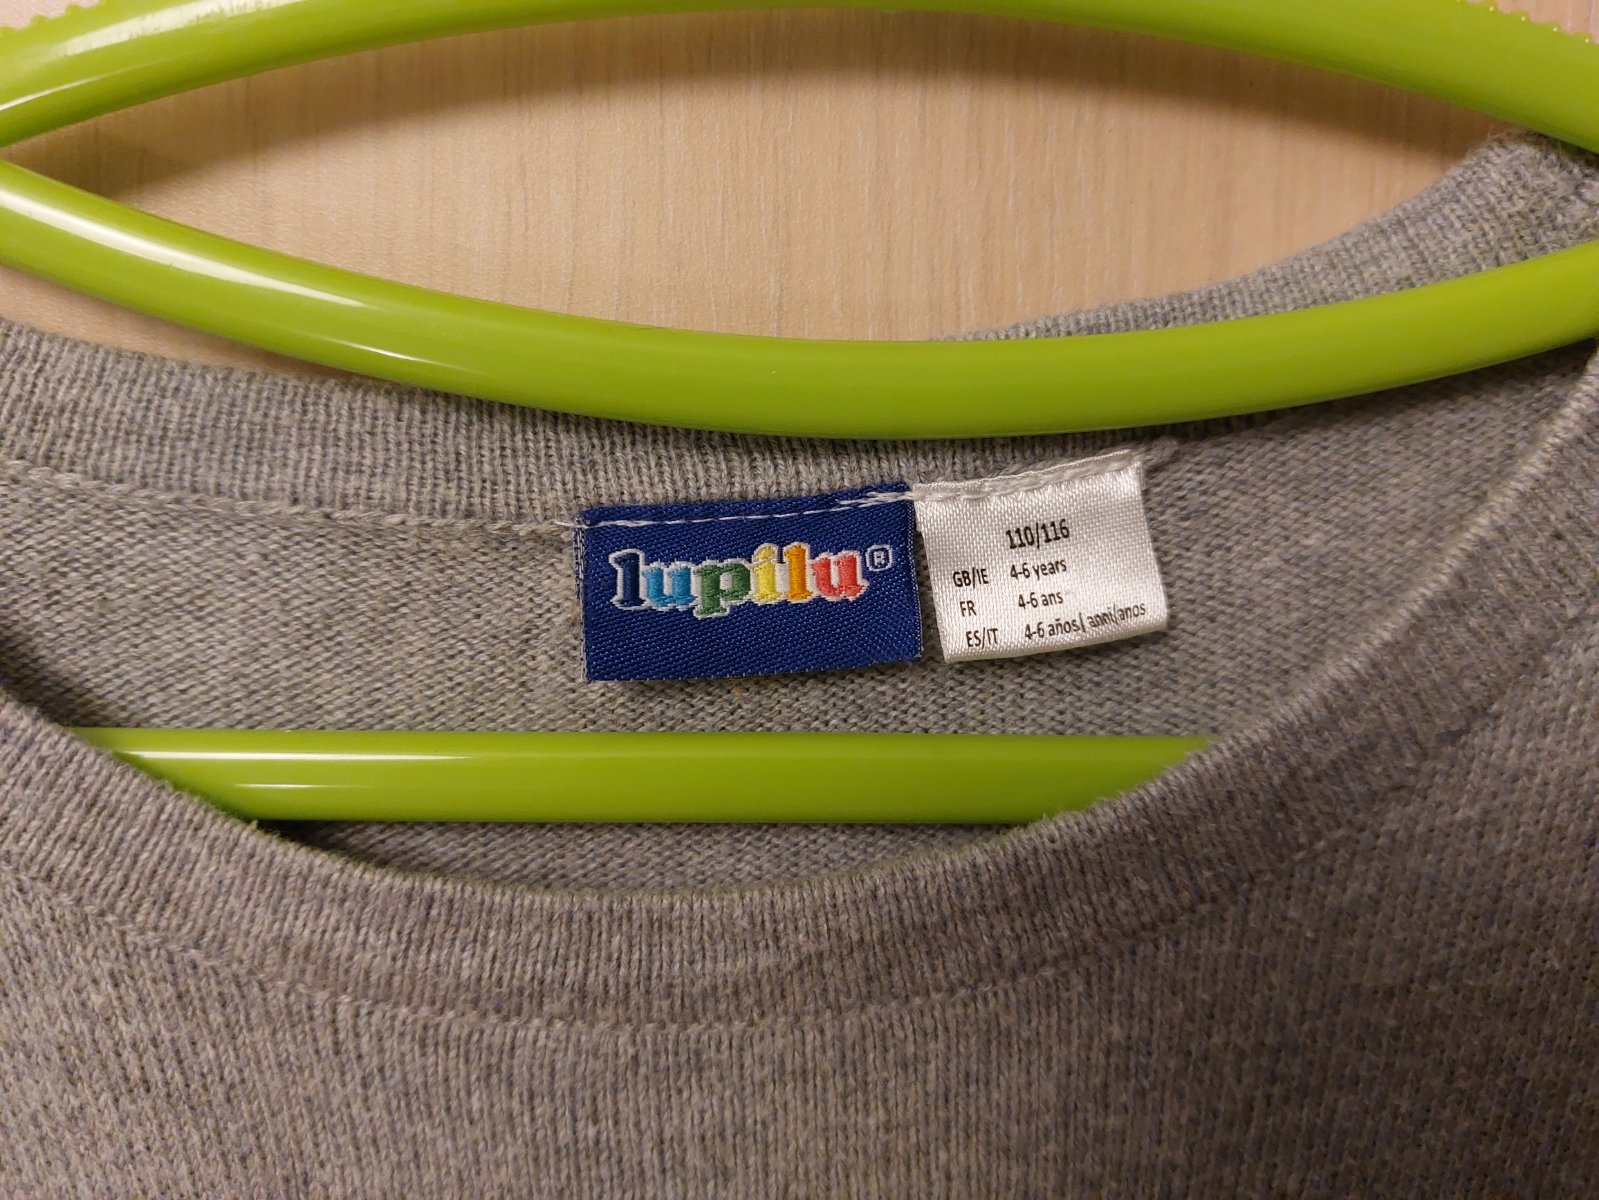 lupilu®
110/116
GB/IE 4-6 years
FR 4-6 ans
ES/IT 4-6 años/ anni/anos